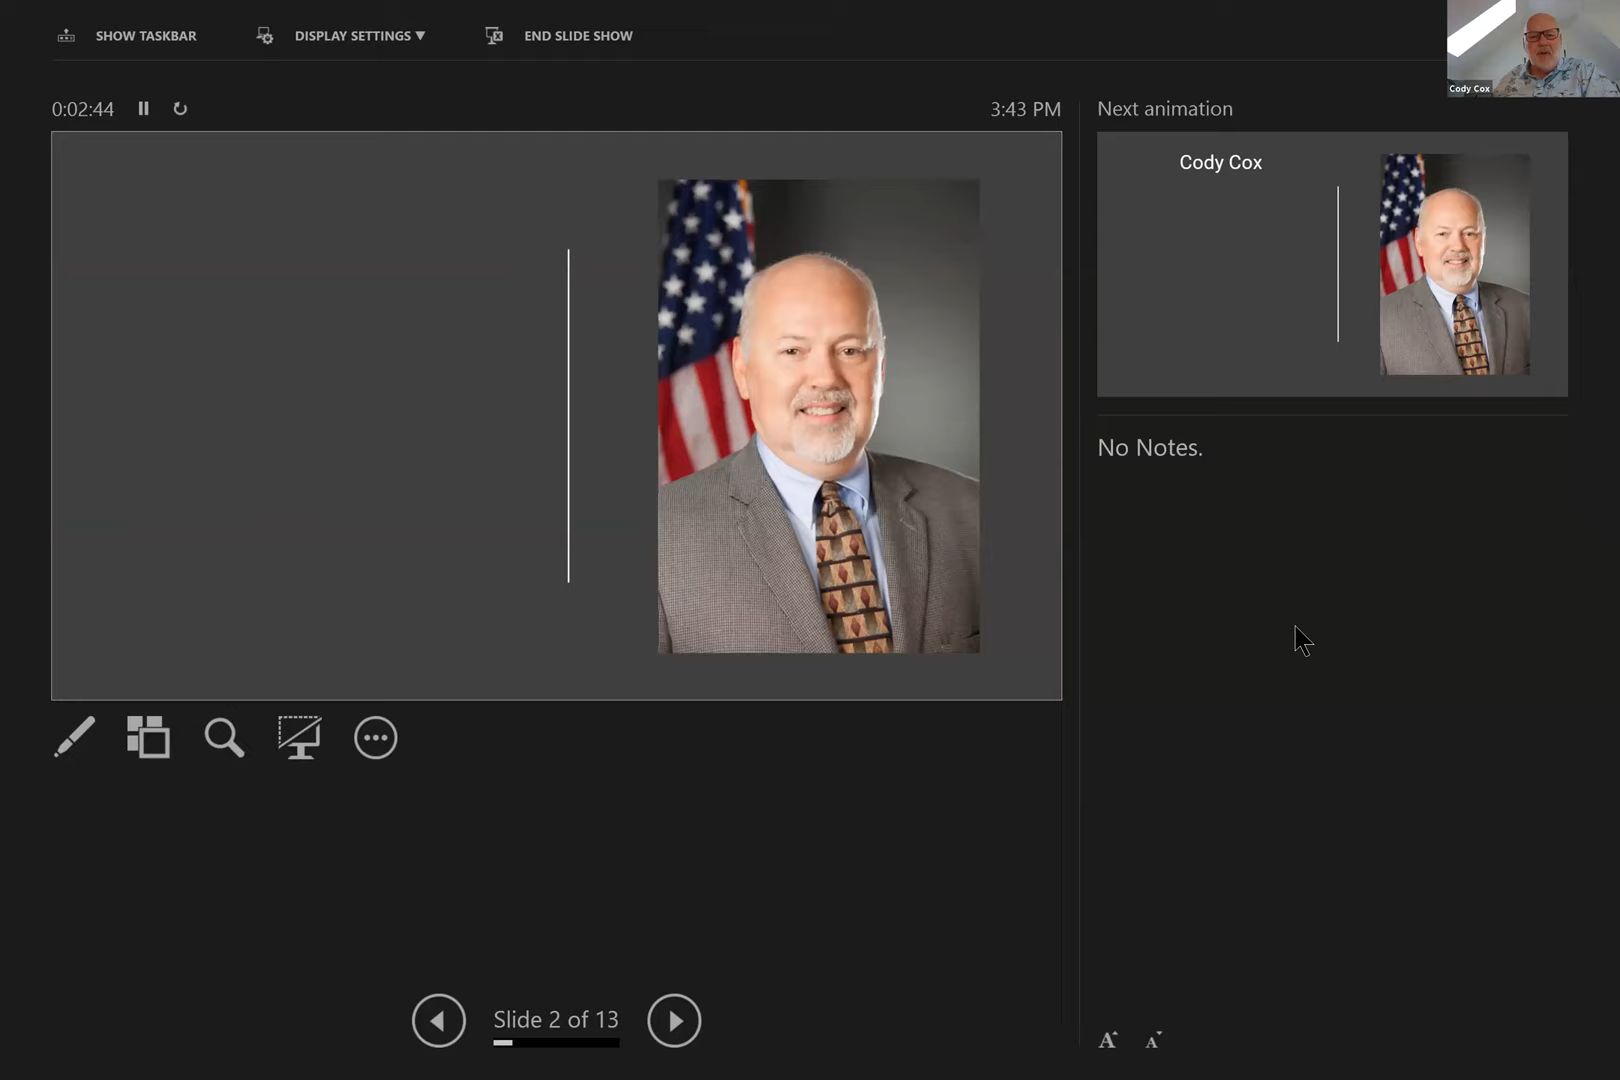 SHOW TASKBAR
DISPLAY SETTINGS ▼
END SLIDE SHOW
Cody Cox
0:02:44
3:43 PM
Next animation
Cody Cox
No Notes.
Slide 2 of 13
A
A